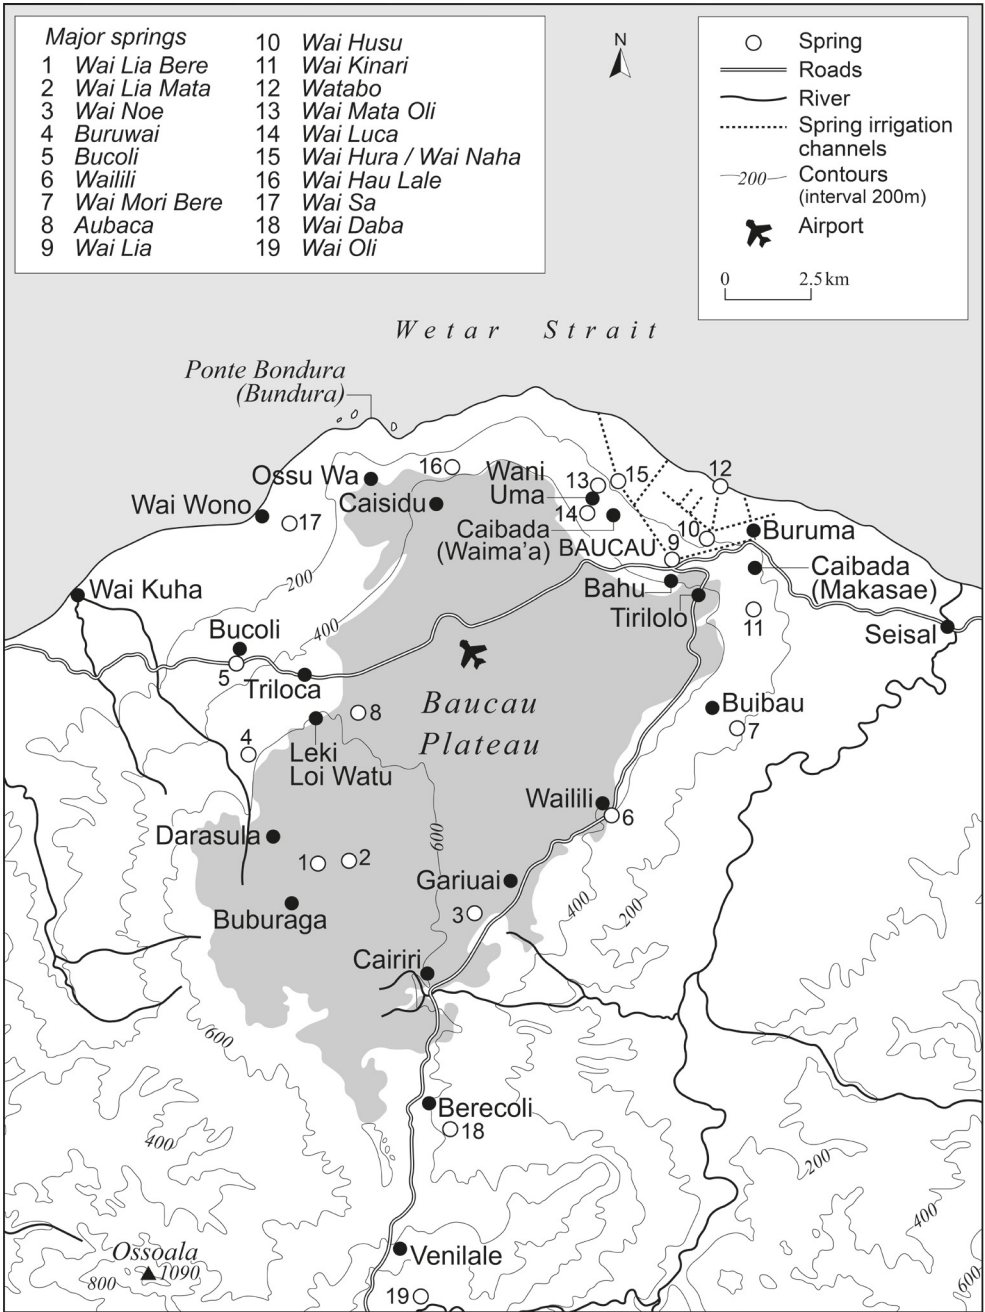 Major springs
1 Wai Lia Bere
2 Wai Lia Mata
3 Wai Noe
4 Buruwai
5 Bucoli
6 Wailili
7 Wai Mori Bere
8 Aubaca
9 Wai Lia
10 Wai Husu
11 Wai Kinari
12 Watabo
13 Wai Mata Oli
14 Wai Luca
15 Wai Hura / Wai Naha
16 Wai Hau Lale
17 Wai Sa
18 Wai Daba
19 Wai Oli
N
Spring
Roads
River
Spring irrigation
channels
200
Contours
(interval 200m)
Airport
0 2.5 km
Wetar Strait
Ponte Bondura
(Bundura)
Ossu Wa
16
Caisidu
Wani
Uma
13
15
12
14
Wai Wono
17
Caibada
(Waima'a)
BAUCAU
10
9
Buruma
Caibada
(Makasae)
Bahu
Tirilolo
11
Seisal
Wai Kuha
200
400
Bucoli
5
Triloca
8
Baucau
Plateau
Buibau
7
4
Leki
Loi Watu
Wailili
6
Darasula
600
1
2
Gariuai
3
400
200
Buburaga
Cairiri
600
Berecoli
18
400
200
400
Ossoala
1090
800
Venilale
19
600